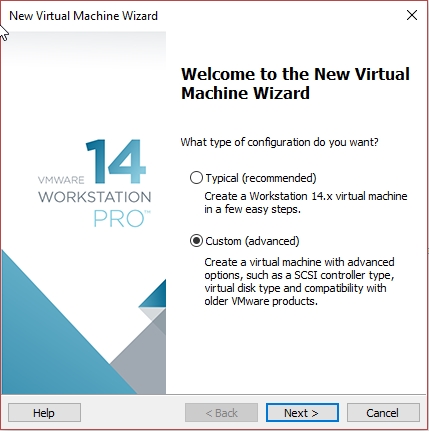 New Virtual Machine Wizard
Welcome to the New Virtual
Machine Wizard
What type of configuration do you want?
Typical (recommended)
Create a Workstation 14.x virtual machine
in a few easy steps.
Custom (advanced)
Create a virtual machine with advanced
options, such as a SCSI controller type,
virtual disk type and compatibility with
older VMware products.
14
VMWARE
WORKSTATION
PRO™
Help
< Back
Next >
Cancel